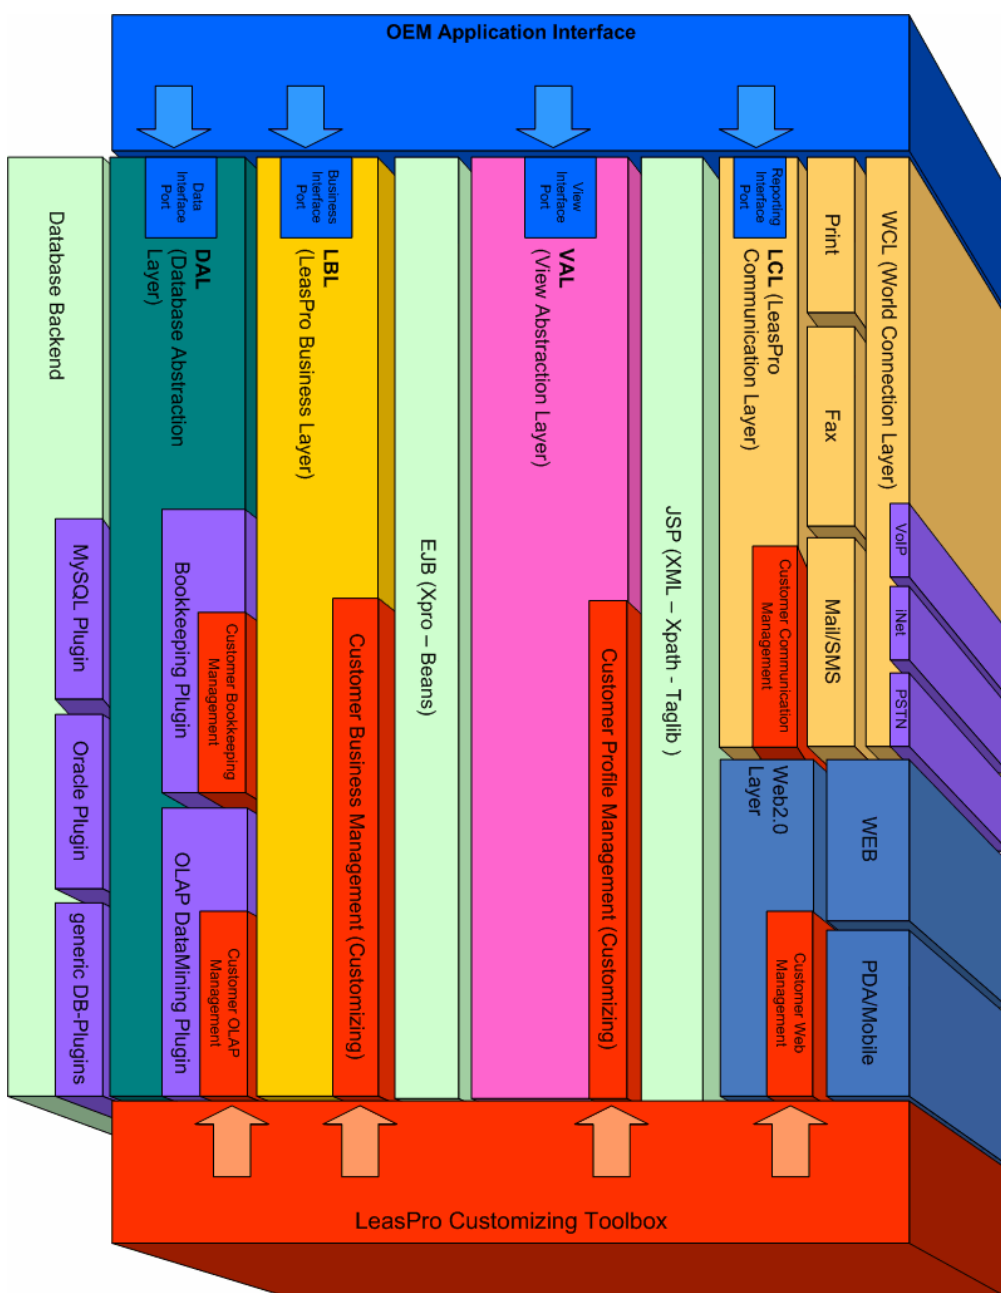 OEM Application Interface
Data
Interface
Port
Business
Interface
Port
View
Interface
Port
Reporting
Interface
Port
Database Backend
MySQL Plugin
Oracle Plugin
generic DB-Plugins
DAL
(Database Abstraction
Layer)
Bookkeeping Plugin
Customer Bookkeeping
Management
OLAP DataMining Plugin
Customer OLAP
Management
LBL
(LeasPro Business Layer)
Customer Business Management (Customizing)
EJB (Xpro – Beans)
VAL
(View Abstraction Layer)
Customer Profile Management (Customizing)
JSP (XML – Xpath - Taglib )
LCL (LeasPro
Communication Layer)
Customer Communication
Management
Web2.0
Layer
Customer Web
Management
Print
Fax
Mail/SMS
WEB
PDA/Mobile
WCL (World Connection Layer)
VoIP
iNet
PSTN
LeasPro Customizing Toolbox